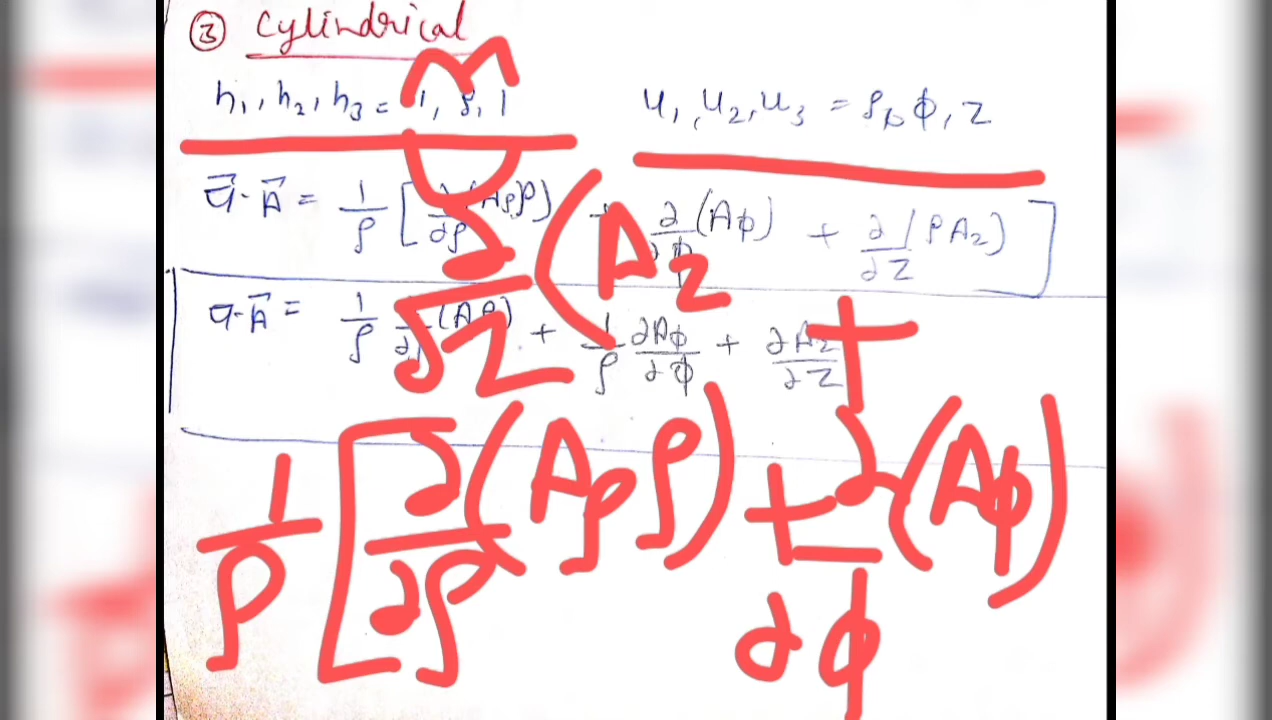 ③ Cylindrical
h₁, h₂, h₃ = 1, ρ, 1   u₁, u₂, u₃ = ρ, ϕ, z
∇⃗·A⃗ = 1/ρ [∂/∂ρ (Aρ ρ) + ∂/∂ϕ (Aϕ) + ∂/∂z (ρAz)]
∇·A⃗ = 1/ρ ∂/∂ρ (Aρ) + 1/ρ ∂Aϕ/∂ϕ + ∂Az/∂z
∂/∂z (Az +
1/ρ [∂/∂ρ (Aρ ρ) + ∂/∂ϕ (Aϕ)